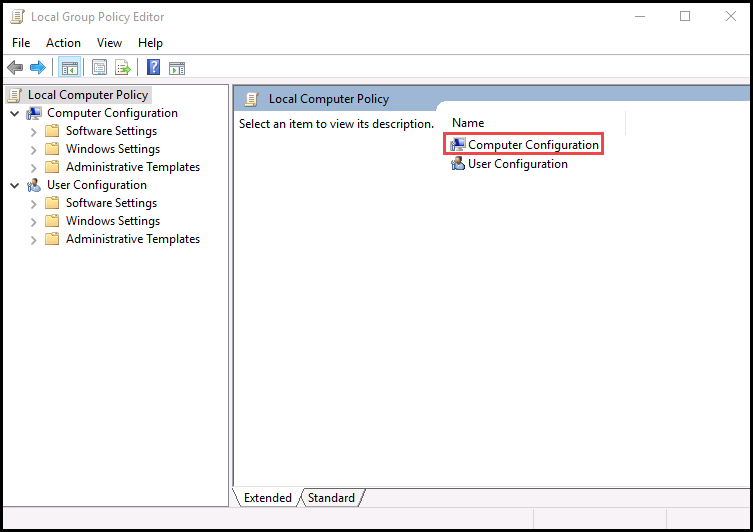 Local Group Policy Editor
File Action View Help
Local Computer Policy
Computer Configuration
Software Settings
Windows Settings
Administrative Templates
User Configuration
Software Settings
Windows Settings
Administrative Templates
Local Computer Policy
Select an item to view its description.
Name
Computer Configuration
User Configuration
Extended Standard